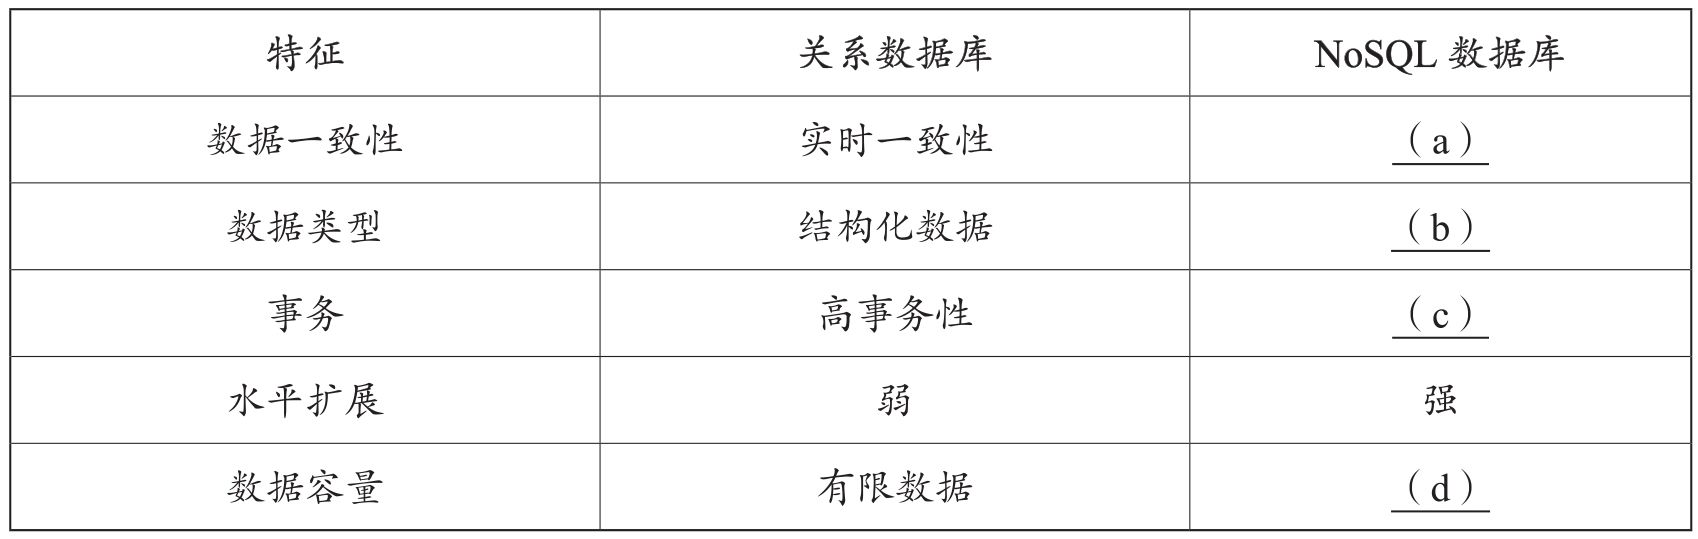 特征 关系数据库 NoSQL 数据库
数据一致性 实时一致性 （a）
数据类型 结构化数据 （b）
事务 高事务性 （c）
水平扩展 弱 强
数据容量 有限数据 （d）